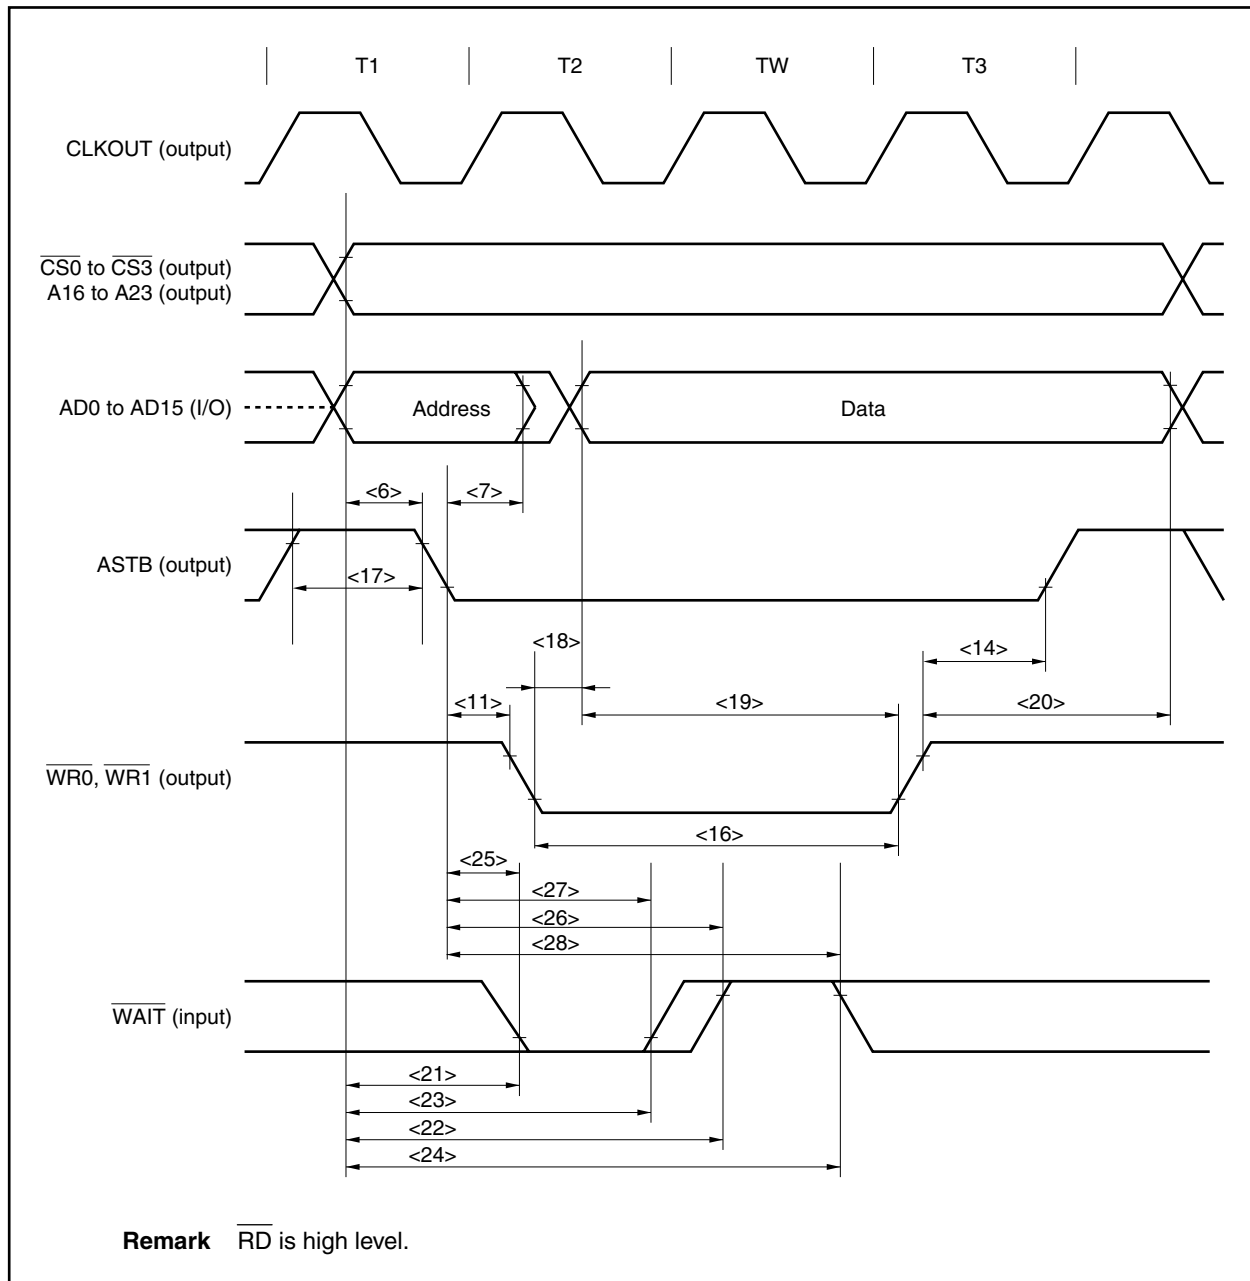 T1 T2 TW T3
CLKOUT (output)
CS0 to CS3 (output)
A16 to A23 (output)
AD0 to AD15 (I/O)
Address
Data
<6>
<7>
ASTB (output)
<17>
<18>
<14>
<11>
<19>
<20>
WR0, WR1 (output)
<16>
<25>
<27>
<26>
<28>
WAIT (input)
<21>
<23>
<22>
<24>
Remark RD is high level.